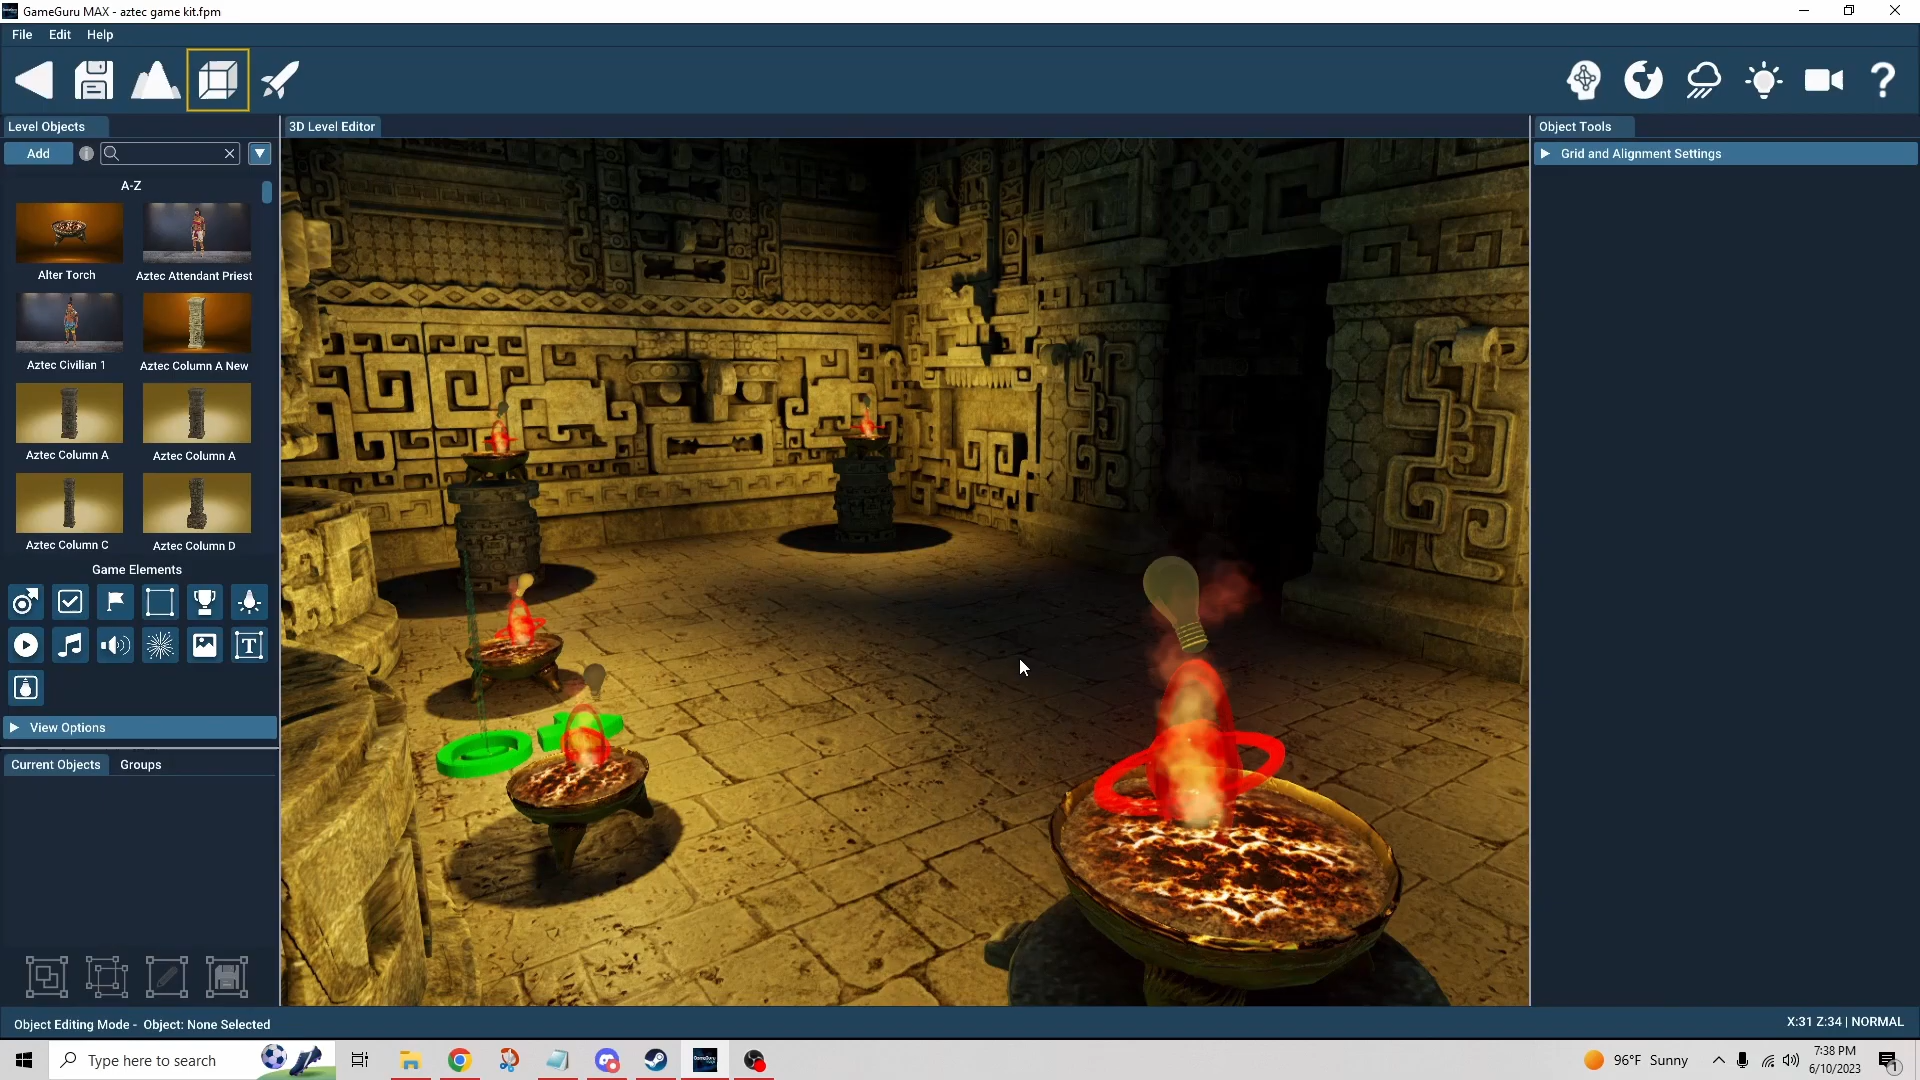 GameGuru MAX - aztec game kit.fpm
File Edit Help
Level Objects
3D Level Editor
Object Tools
Add
Grid and Alignment Settings
A-Z
Alter Torch Aztec Attendant Priest
Aztec Civilian 1 Aztec Column A New
Aztec Column A Aztec Column A
Aztec Column C Aztec Column D
Game Elements
T
View Options
Current Objects Groups
Object Editing Mode - Object: None Selected
X:31 Z:34 | NORMAL
Type here to search
96°F Sunny
7:38 PM
6/10/2023
1